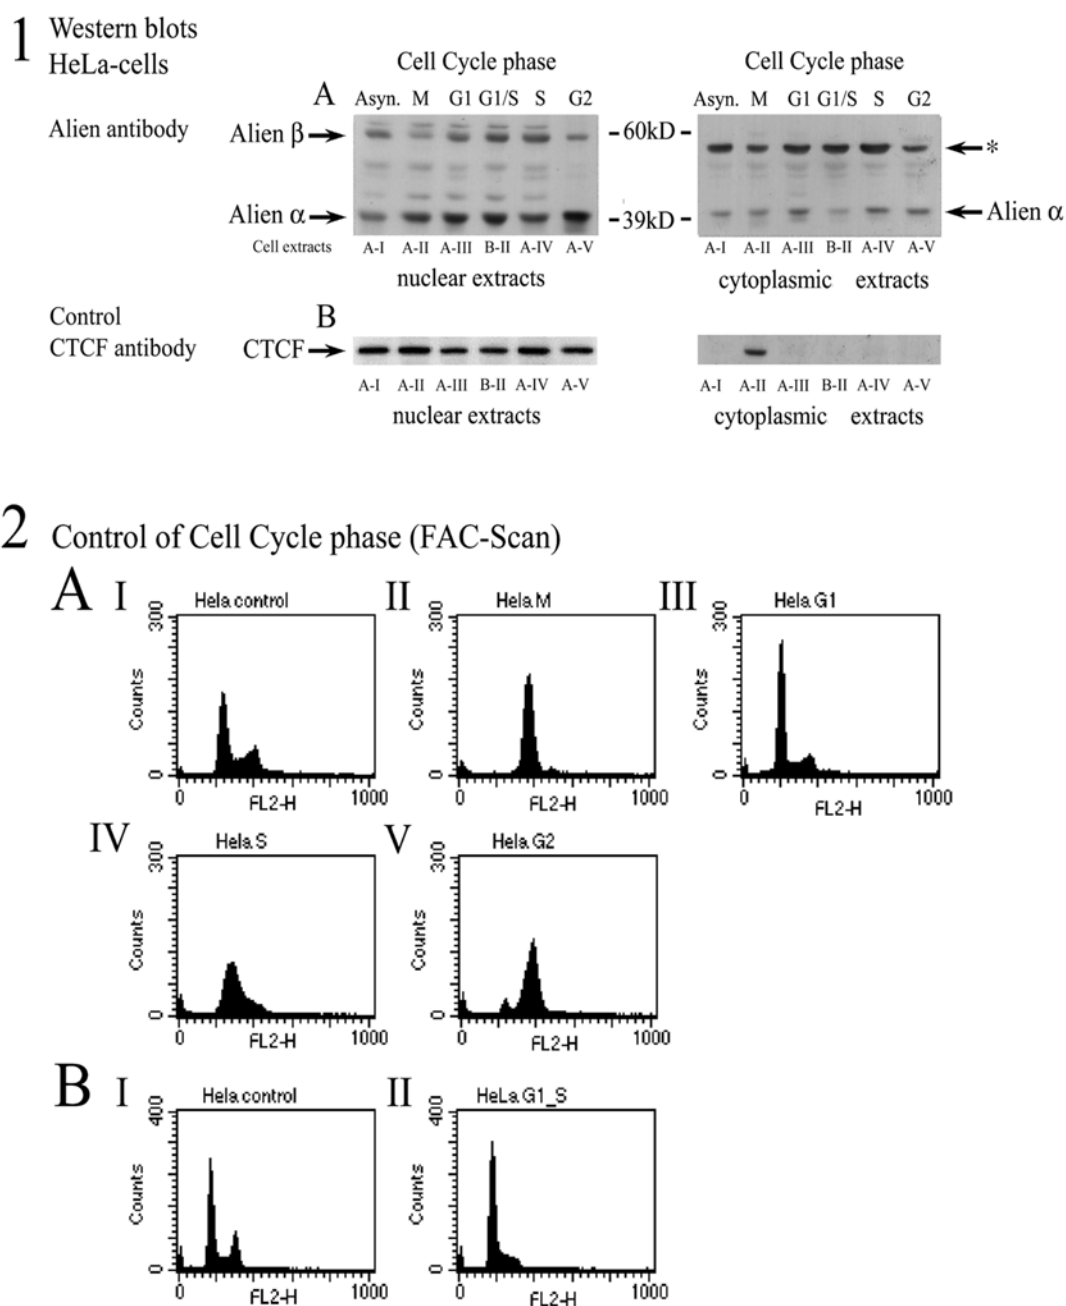 1 Western blots
HeLa-cells
Cell Cycle phase Cell Cycle phase
A Asyn. M G1 G1/S S G2 Asyn. M G1 G1/S S G2
Alien antibody Alien β -60kD- *
Alien α -39kD- Alien α
Cell extracts A-I A-II A-III B-II A-IV A-V A-I A-II A-III B-II A-IV A-V
nuclear extracts cytoplasmic extracts
Control B
CTCF antibody CTCF
A-I A-II A-III B-II A-IV A-V A-I A-II A-III B-II A-IV A-V
nuclear extracts cytoplasmic extracts
2 Control of Cell Cycle phase (FAC-Scan)
A I Hela control II Hela M III Hela G1
300 300 300
Counts Counts Counts
0 0 0
0 1000 0 1000 0 1000
FL2-H FL2-H FL2-H
IV Hela S V Hela G2
300 300
Counts Counts
0 0
0 1000 0 1000
FL2-H FL2-H
B I Hela control II HeLa G1_S
400 400
Counts Counts
0 0
0 1000 0 1000
FL2-H FL2-H